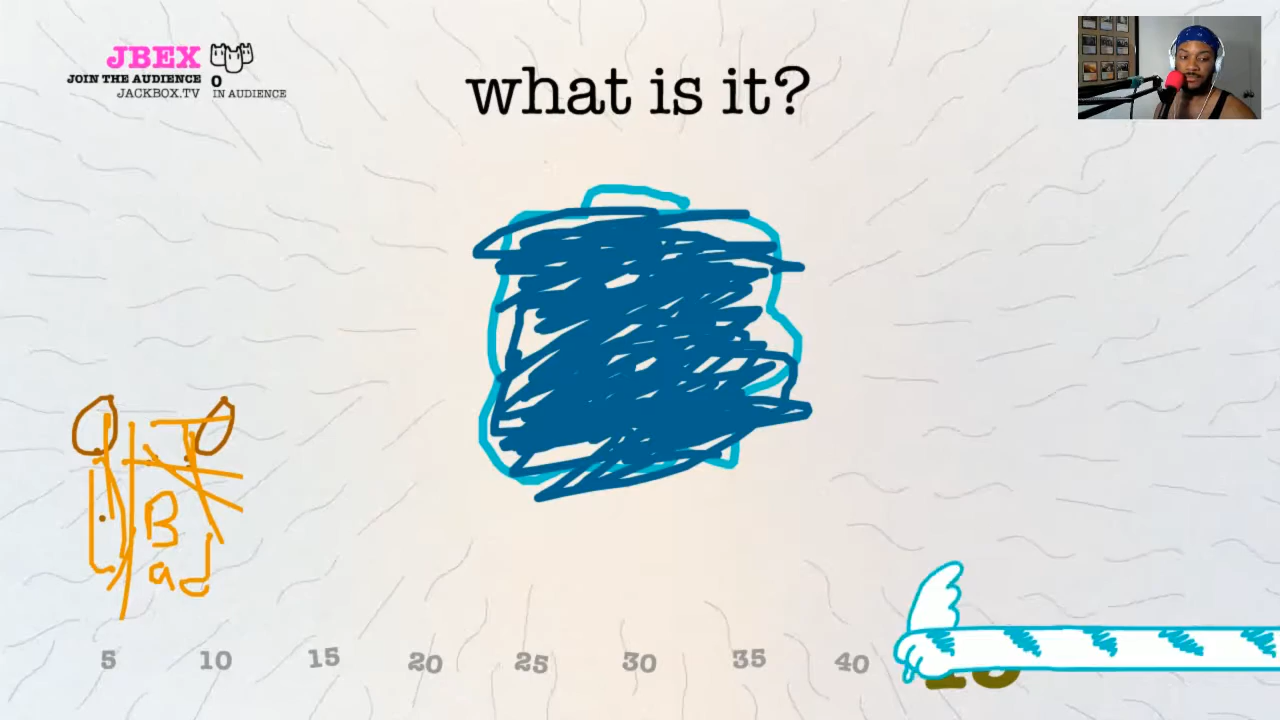 JBEX
JOIN THE AUDIENCE
JACKBOX.TV
0
IN AUDIENCE
what is it?
B
ad
5 10 15 20 25 30 35 40